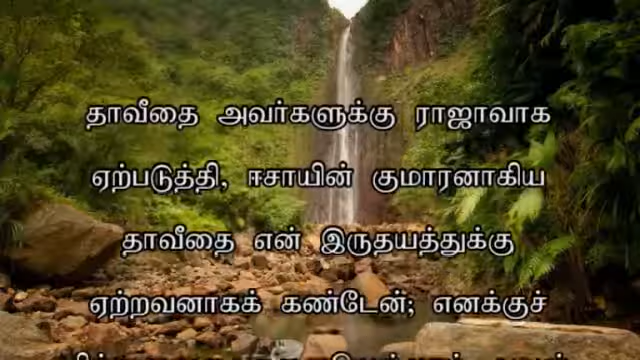 தாவீதை அவர்களுக்கு ராஜாவாக
ஏற்படுத்தி, ஈசாயின் குமாரனாகிய
தாவீதை என் இருதயத்துக்கு
ஏற்றவனாகக் கண்டேன்; எனக்குச்